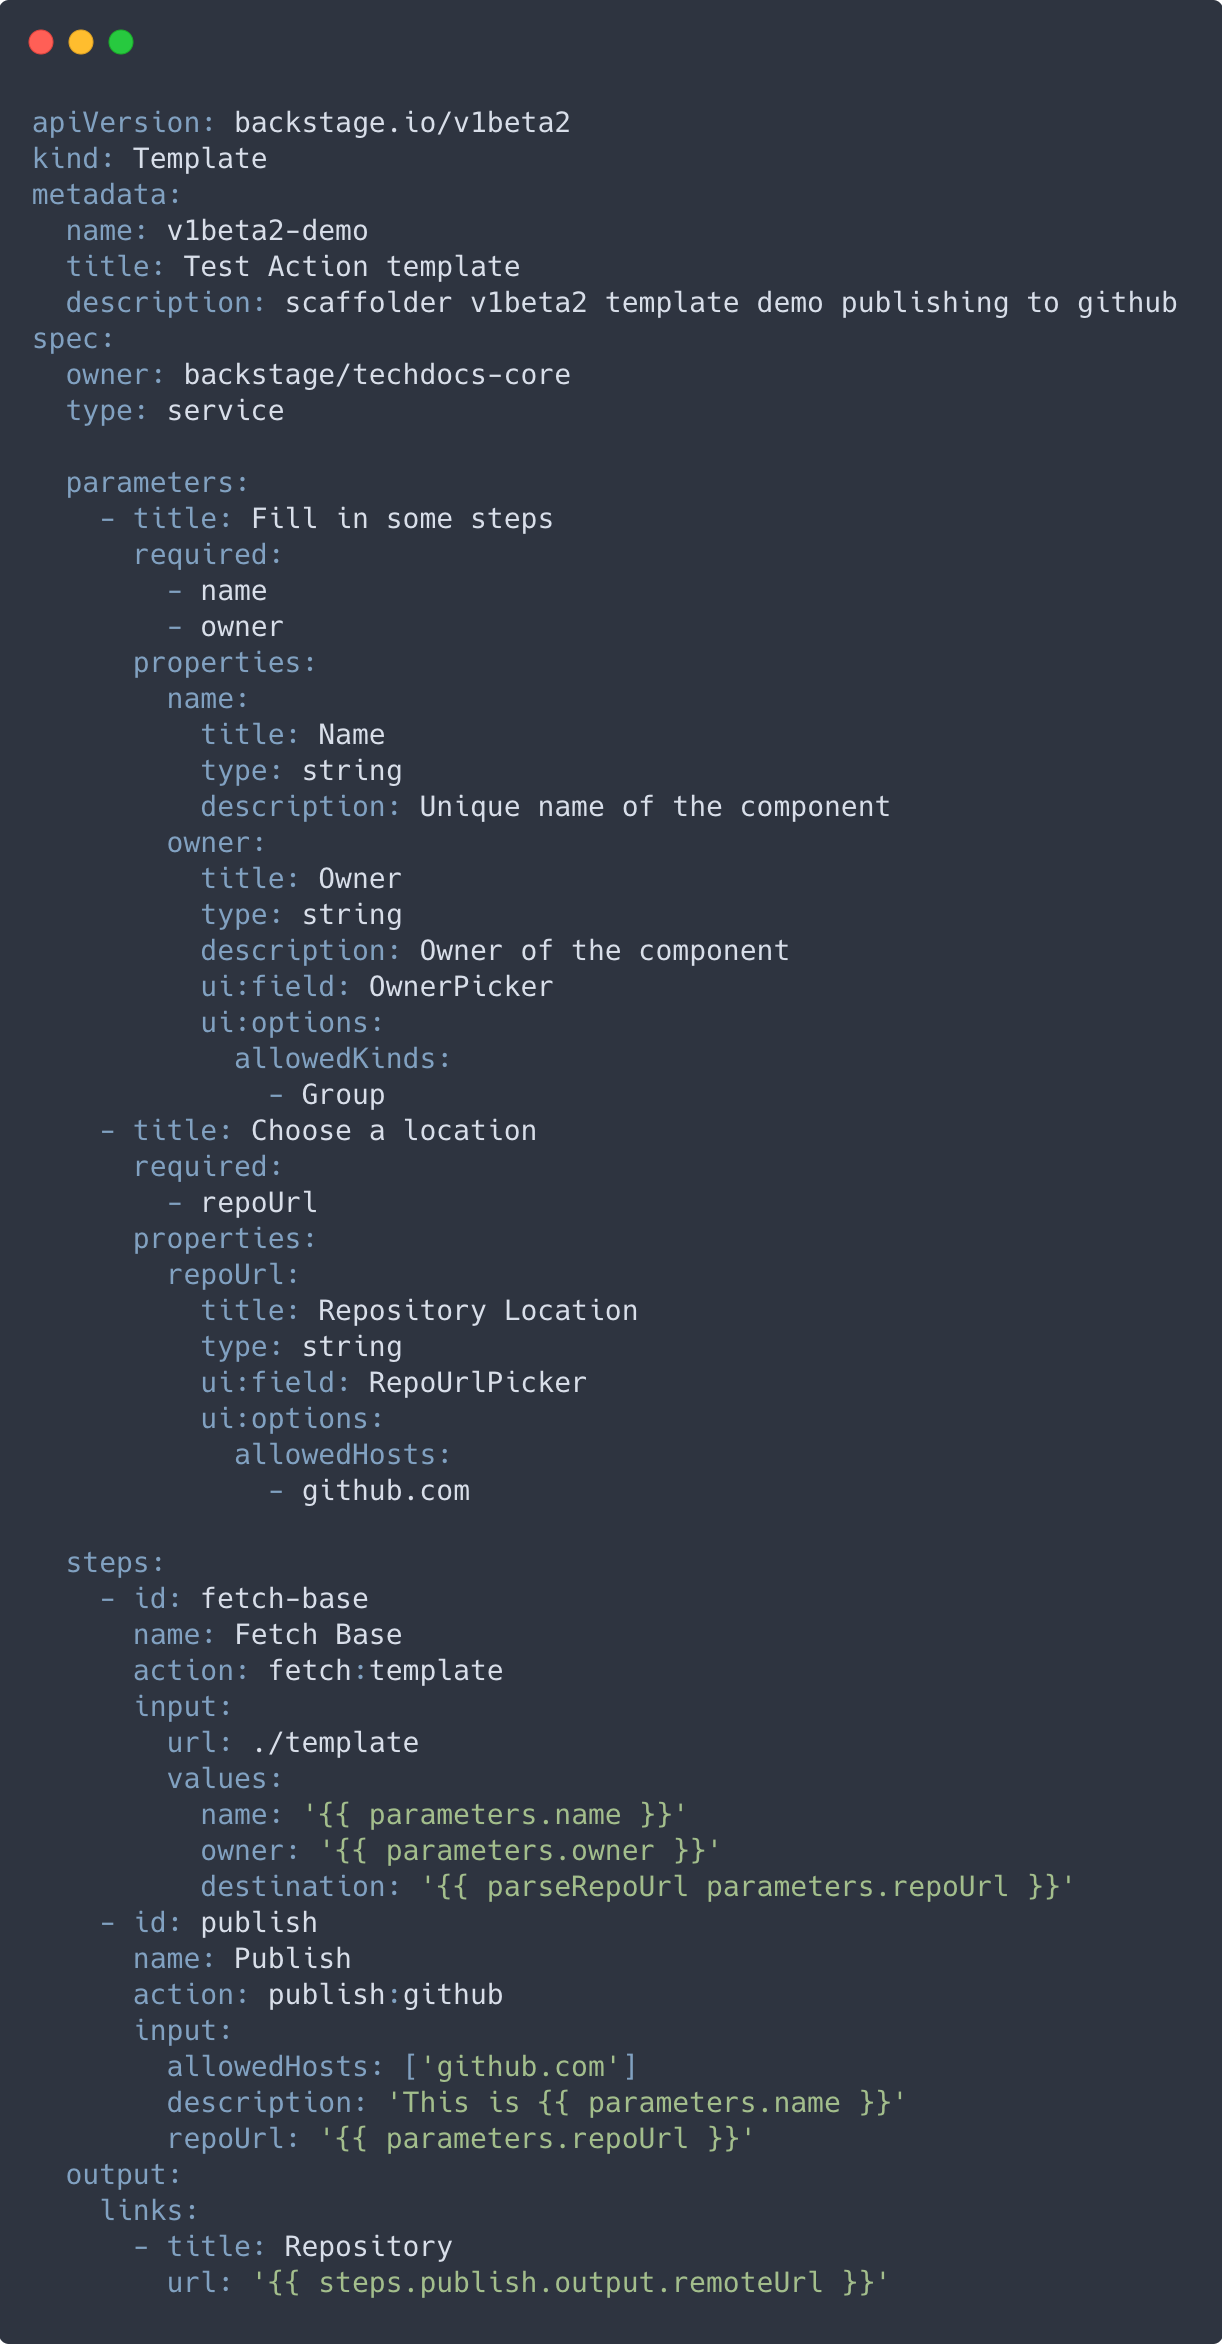 apiVersion: backstage.io/v1beta2
kind: Template
metadata:
  name: v1beta2-demo
  title: Test Action template
  description: scaffolder v1beta2 template demo publishing to github
spec:
  owner: backstage/techdocs-core
  type: service

  parameters:
    - title: Fill in some steps
      required:
        - name
        - owner
      properties:
        name:
          title: Name
          type: string
          description: Unique name of the component
        owner:
          title: Owner
          type: string
          description: Owner of the component
          ui:field: OwnerPicker
          ui:options:
            allowedKinds:
              - Group
    - title: Choose a location
      required:
        - repoUrl
      properties:
        repoUrl:
          title: Repository Location
          type: string
          ui:field: RepoUrlPicker
          ui:options:
            allowedHosts:
              - github.com

  steps:
    - id: fetch-base
      name: Fetch Base
      action: fetch:template
      input:
        url: ./template
        values:
          name: '{{ parameters.name }}'
          owner: '{{ parameters.owner }}'
          destination: '{{ parseRepoUrl parameters.repoUrl }}'
    - id: publish
      name: Publish
      action: publish:github
      input:
        allowedHosts: ['github.com']
        description: 'This is {{ parameters.name }}'
        repoUrl: '{{ parameters.repoUrl }}'
  output:
    links:
      - title: Repository
        url: '{{ steps.publish.output.remoteUrl }}'